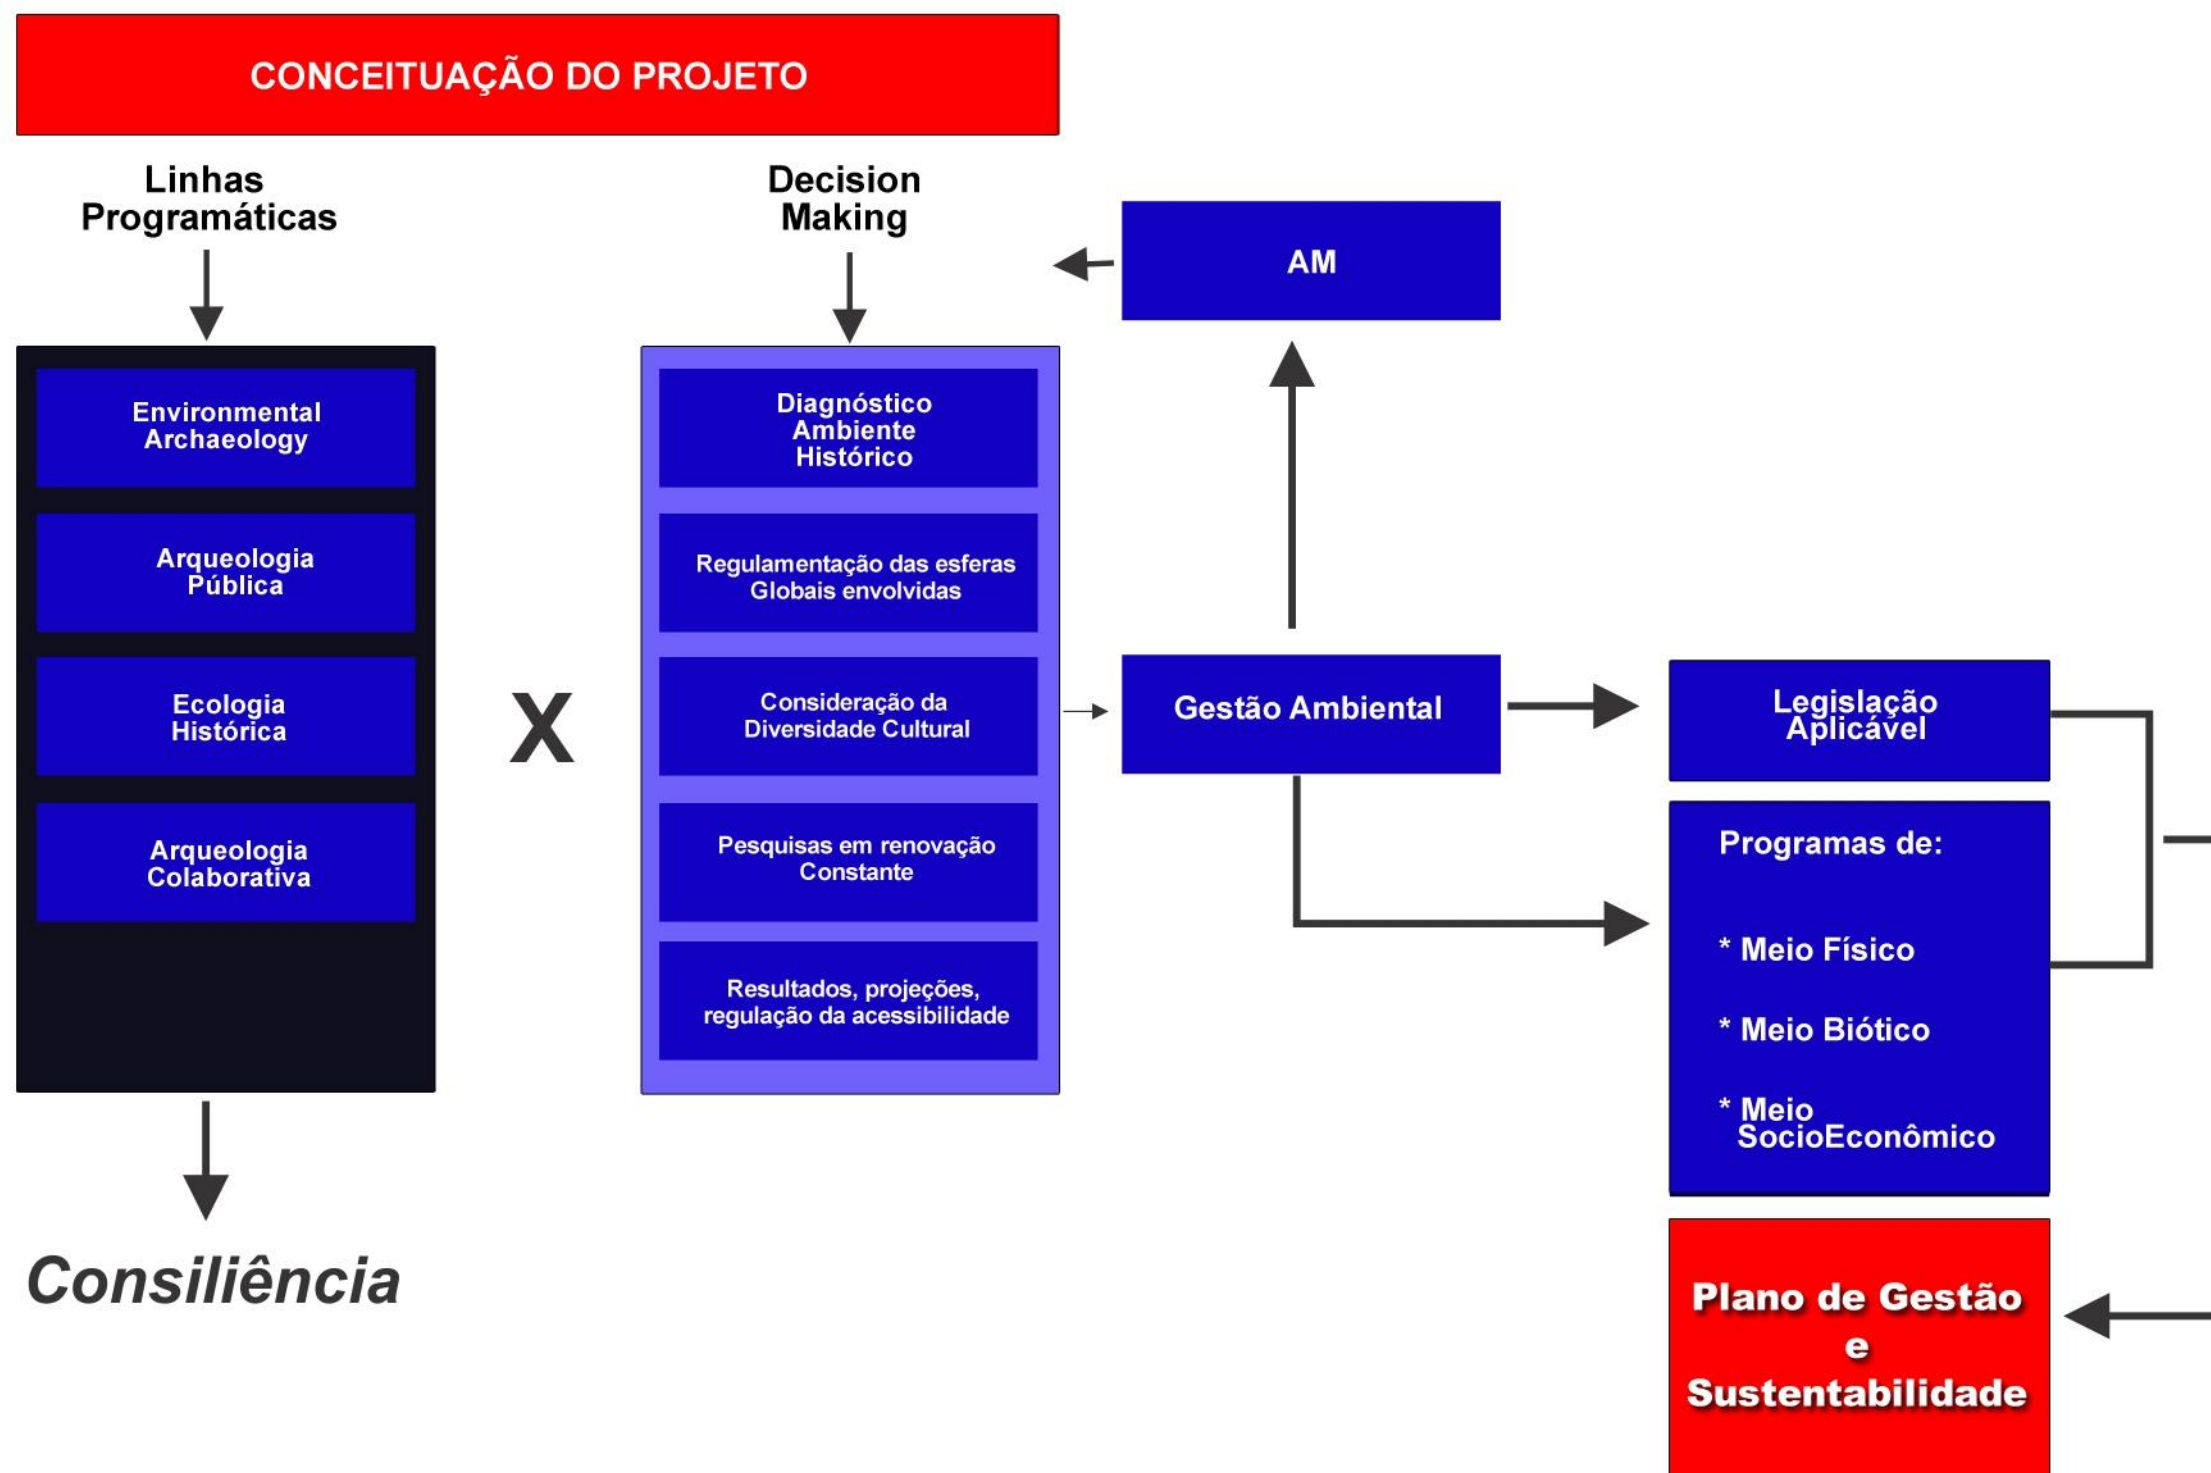 CONCEITUAÇÃO DO PROJETO
Linhas
Programáticas
Environmental
Archaeology
Arqueologia
Pública
Ecologia
Histórica
Arqueologia
Colaborativa
Consiliência
X
Decision
Making
Diagnóstico
Ambiente
Histórico
Regulamentação das esferas
Globais envolvidas
Consideração da
Diversidade Cultural
Pesquisas em renovação
Constante
Resultados, projeções,
regulação da acessibilidade
AM
Gestão Ambiental
Legislação
Aplicável
Programas de:
* Meio Físico
* Meio Biótico
* Meio
SocioEconômico
Plano de Gestão
e
Sustentabilidade